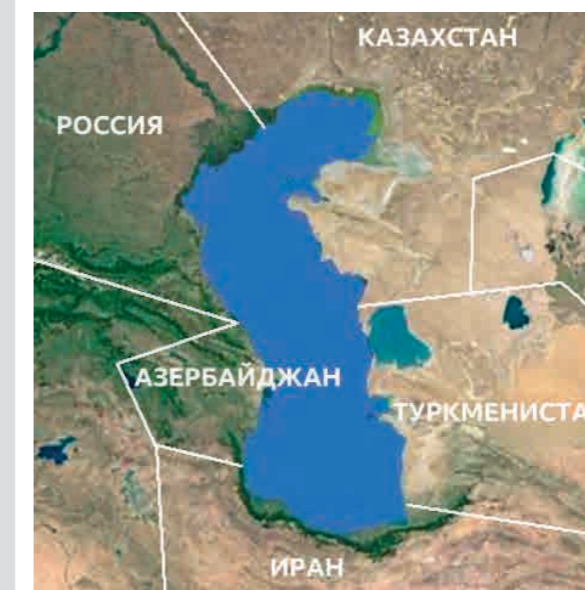 КАЗАХСТАН
РОССИЯ
АЗЕРБАЙДЖАН
ТУРКМЕНИСТА
ИРАН